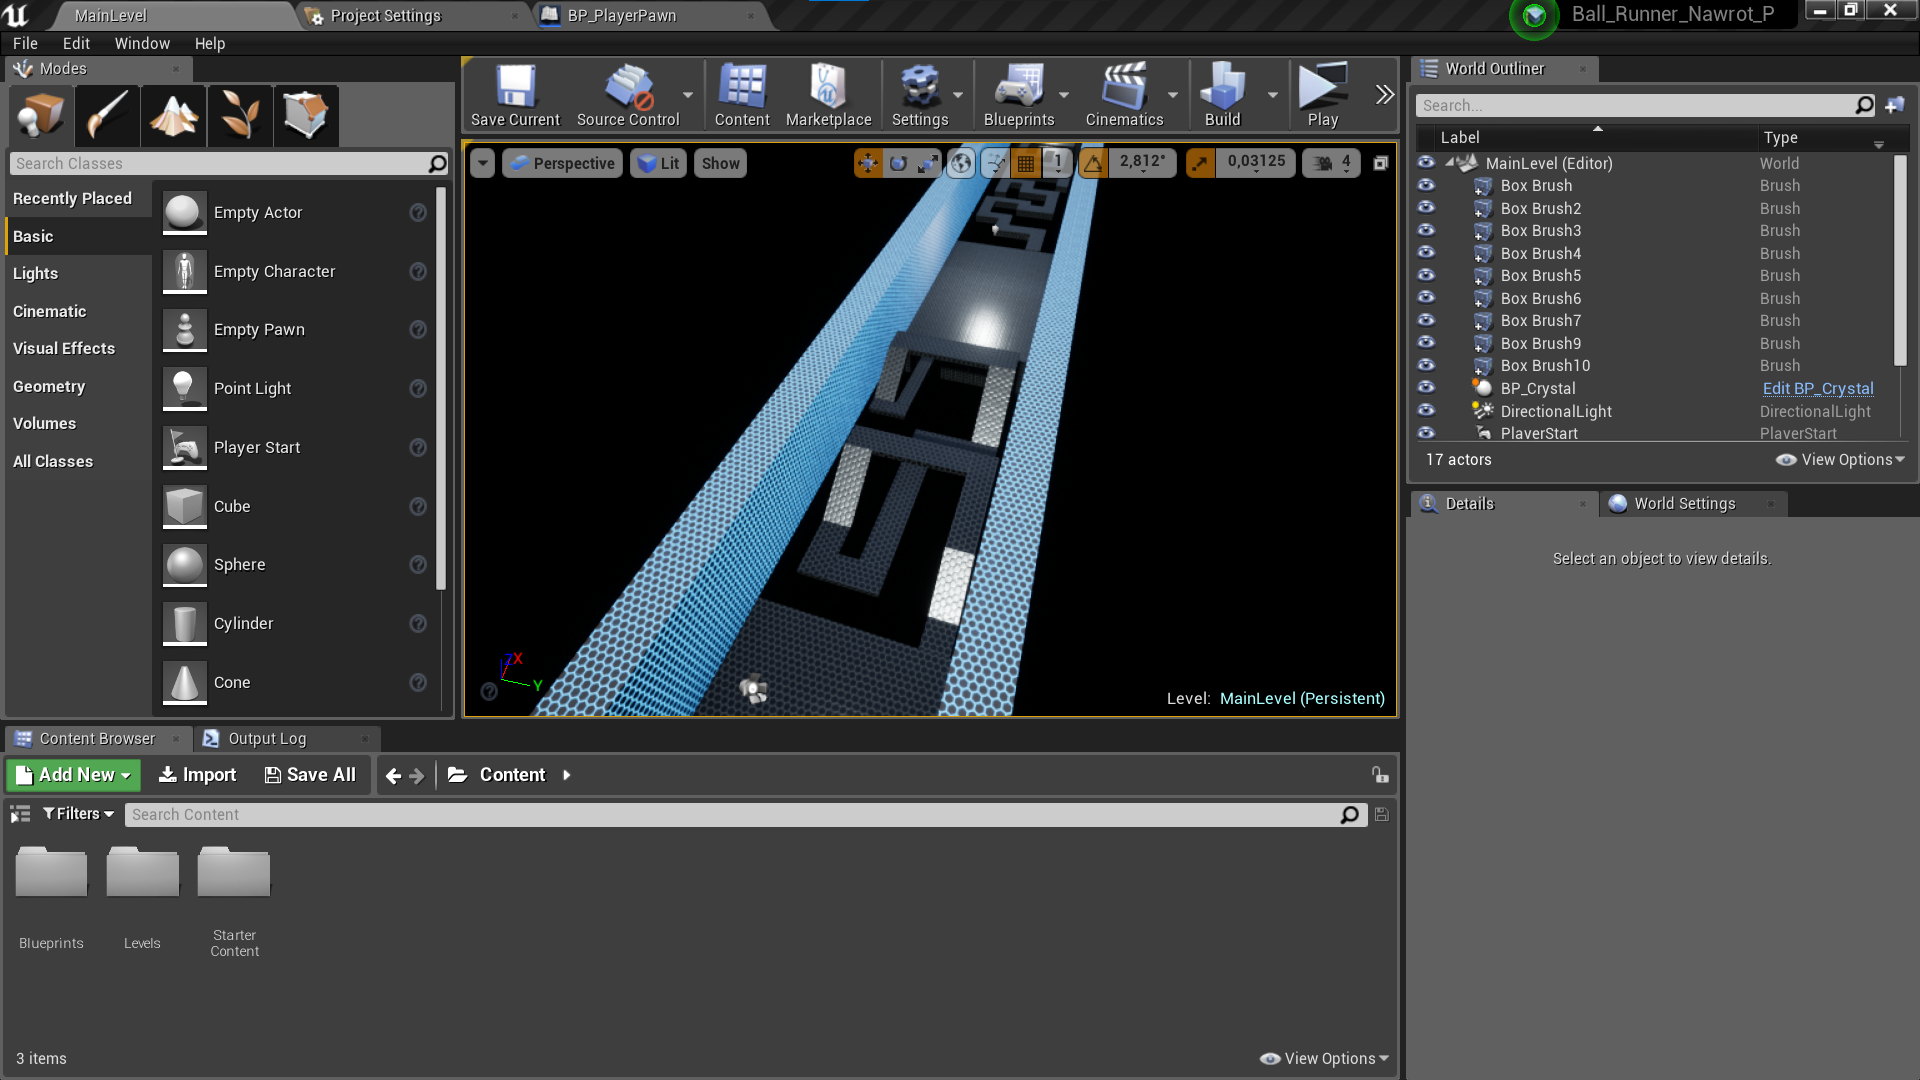 MainLevel
Project Settings
BP_PlayerPawn
Ball_Runner_Nawrot_P
File Edit Window Help
Modes
Search Classes
Recently Placed
Basic
Lights
Cinematic
Visual Effects
Geometry
Volumes
All Classes
Empty Actor
Empty Character
Empty Pawn
Point Light
Player Start
Cube
Sphere
Cylinder
Cone
Save Current
Source Control
Content
Marketplace
Settings
Blueprints
Cinematics
Build
Play
Perspective
Lit
Show
1
2,812°
0,03125
4
Z X
Y
Level: MainLevel (Persistent)
World Outliner
Search...
Label Type
MainLevel (Editor) World
Box Brush Brush
Box Brush2 Brush
Box Brush3 Brush
Box Brush4 Brush
Box Brush5 Brush
Box Brush6 Brush
Box Brush7 Brush
Box Brush9 Brush
Box Brush10 Brush
BP_Crystal Edit BP_Crystal
DirectionalLight DirectionalLight
PlayerStart PlayerStart
17 actors
View Options
Details
World Settings
Select an object to view details.
Content Browser
Output Log
Add New
Import
Save All
Content
Filters
Search Content
Blueprints
Levels
Starter
Content
3 items
View Options